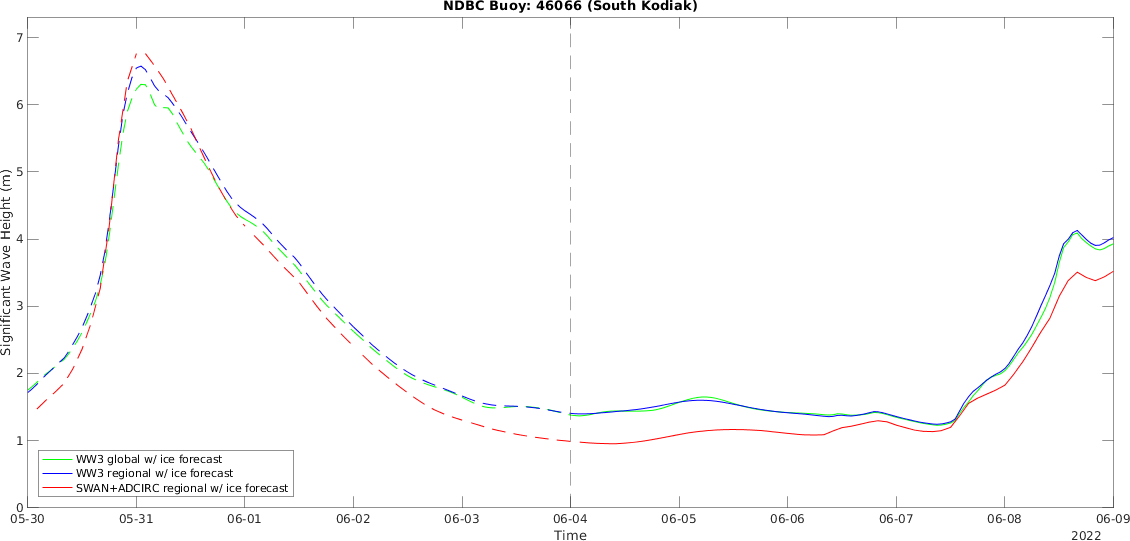 NDBC Buoy: 46066 (South Kodiak)
7
6
5
4
3
2
1
0
Significant Wave Height (m)
WW3 global w/ ice forecast
WW3 regional w/ ice forecast
SWAN+ADCIRC regional w/ ice forecast
05-30 05-31 06-01 06-02 06-03 06-04 06-05 06-06 06-07 06-08 06-09
Time
2022